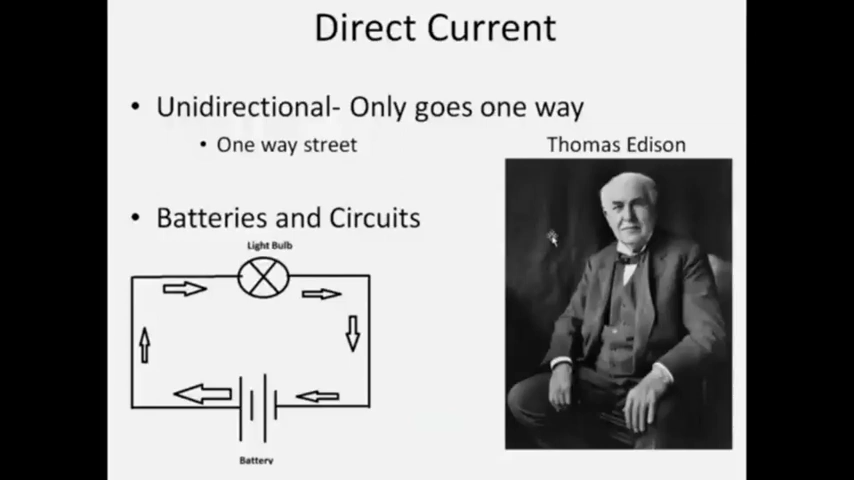 Direct Current
• Unidirectional- Only goes one way
• One way street
Thomas Edison
• Batteries and Circuits
Light Bulb
Battery